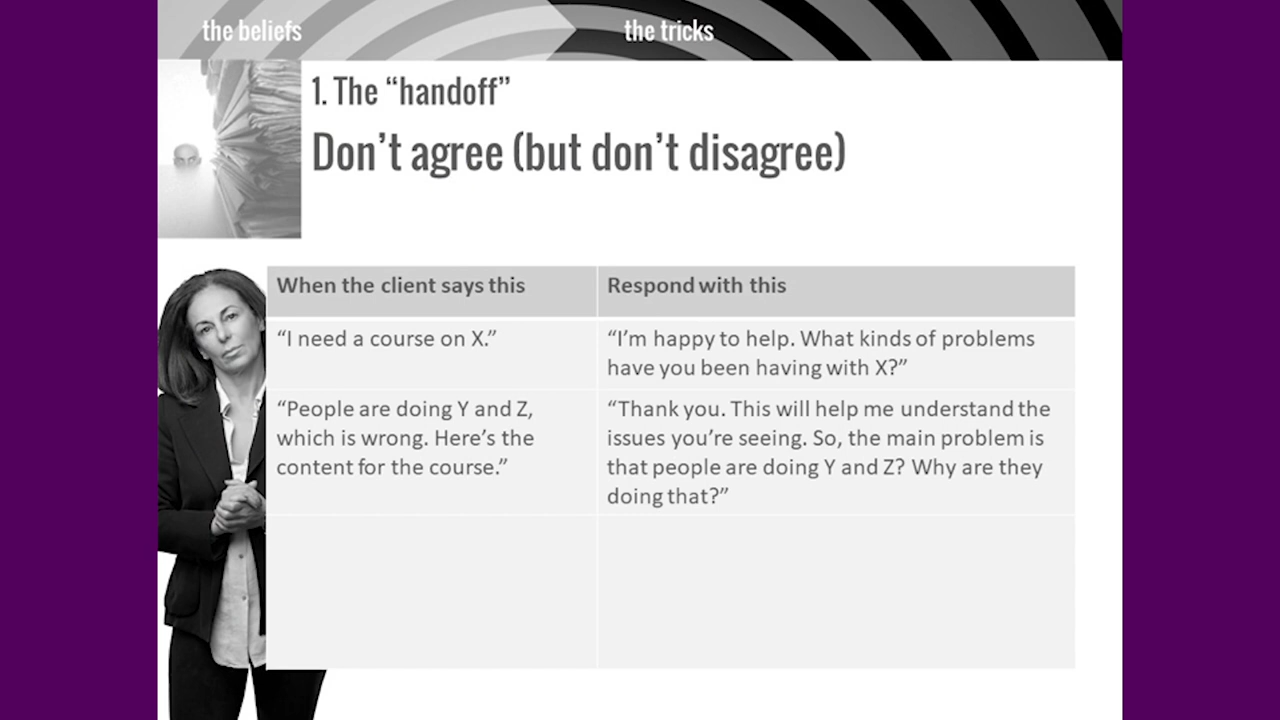 the beliefs
the tricks
1. The “handoff”
Don’t agree (but don’t disagree)
When the client says this
Respond with this
“I need a course on X.”
“I’m happy to help. What kinds of problems
have you been having with X?”
“People are doing Y and Z,
which is wrong. Here’s the
content for the course.”
“Thank you. This will help me understand the
issues you’re seeing. So, the main problem is
that people are doing Y and Z? Why are they
doing that?”